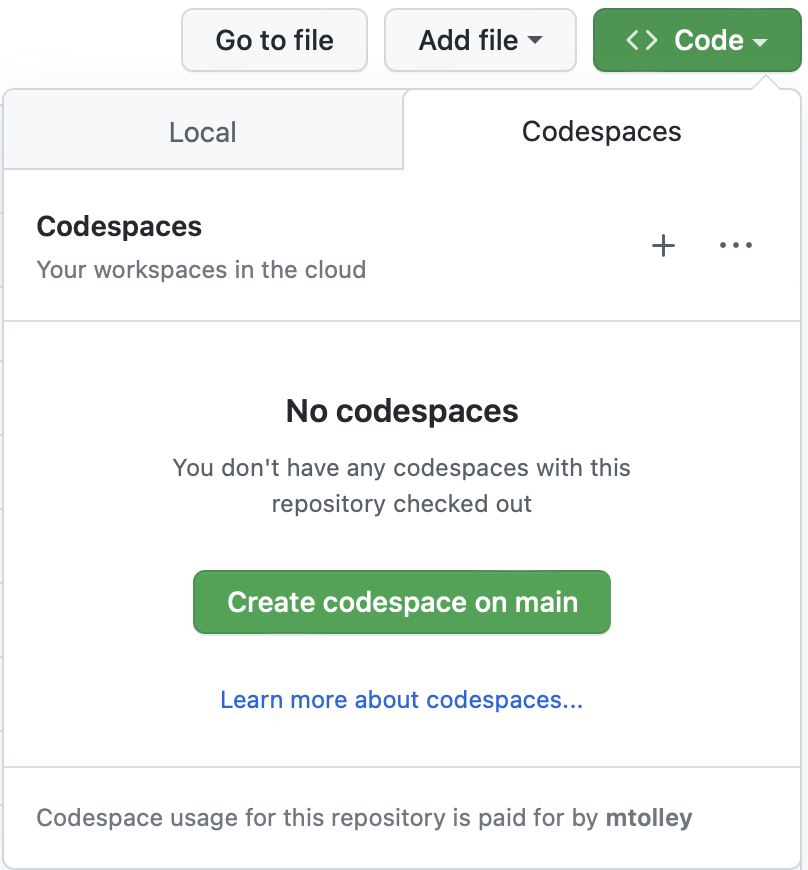 Go to file Add file <> Code
Local Codespaces
Codespaces
Your workspaces in the cloud
No codespaces
You don't have any codespaces with this
repository checked out
Create codespace on main
Learn more about codespaces...
Codespace usage for this repository is paid for by mtolley